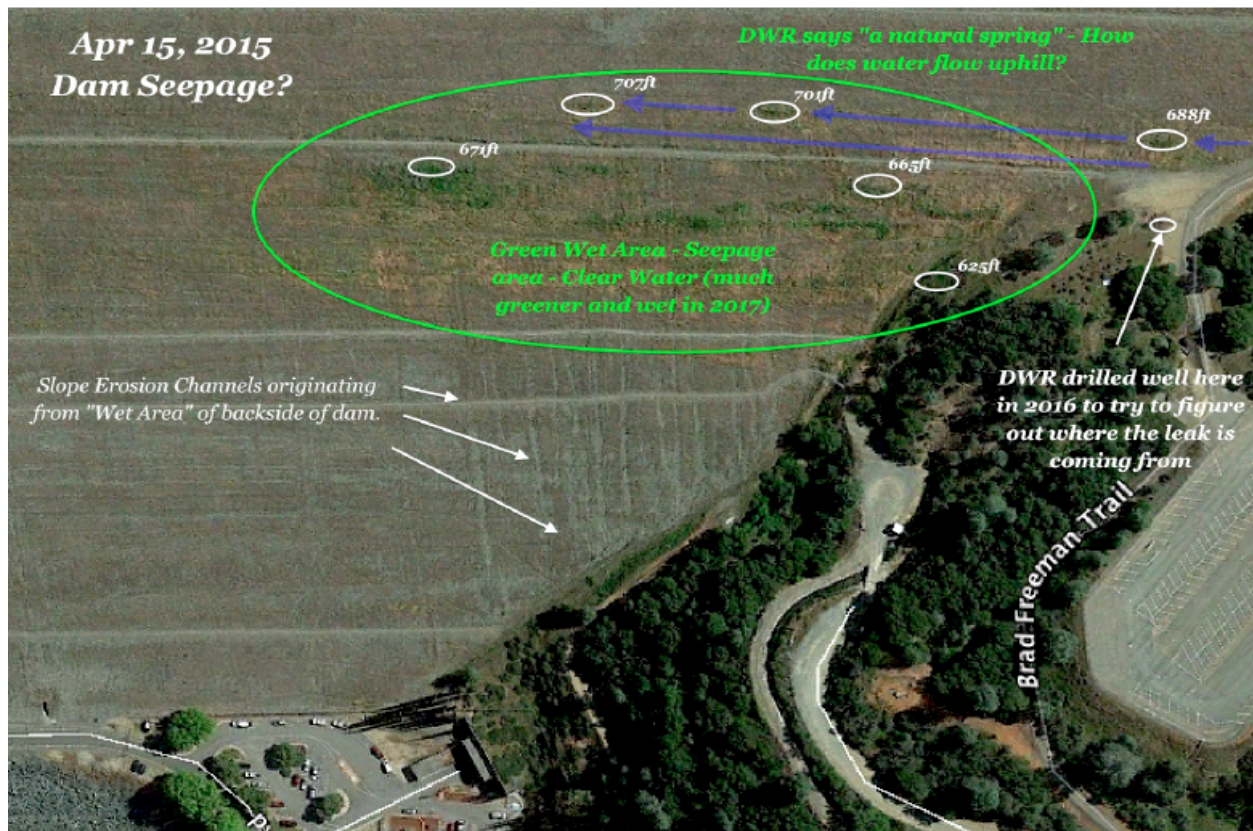 Apr 15, 2015
Dam Seepage?
DWR says "a natural spring" - How
does water flow uphill?
707ft
701ft
688ft
671ft
665ft
Green Wet Area - Seepage
area - Clear Water (much
greener and wet in 2017)
625ft
Slope Erosion Channels originating
from "Wet Area" of backside of dam.
DWR drilled well here
in 2016 to try to figure
out where the leak is
coming from
Brad Freeman Trail